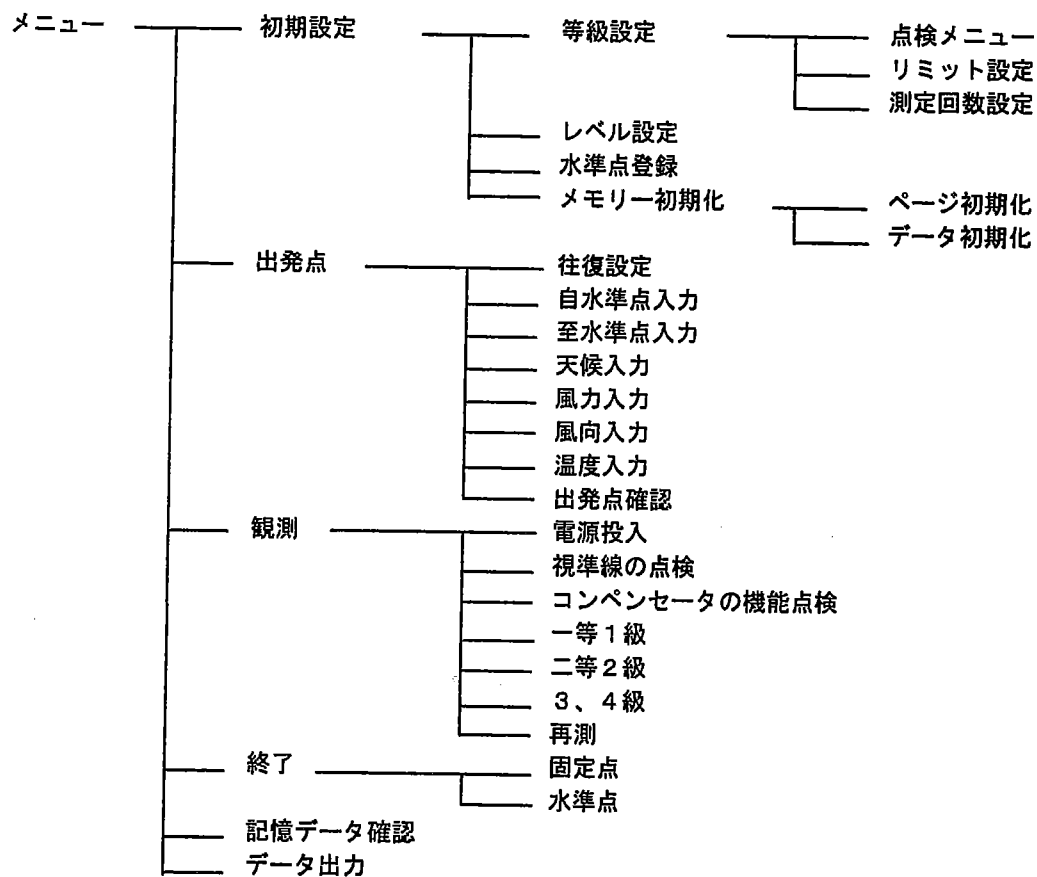 メニュー 初期設定 等級設定 点検メニュー
リミット設定
測定回数設定
レベル設定
水準点登録
メモリー初期化 ページ初期化
データ初期化
出発点 往復設定
自水準点入力
至水準点入力
天候入力
風力入力
風向入力
温度入力
出発点確認
観測 電源投入
視準線の点検
コンペンセータの機能点検
一等1級
二等2級
3、4級
再測
終了 固定点
水準点
記憶データ確認
データ出力